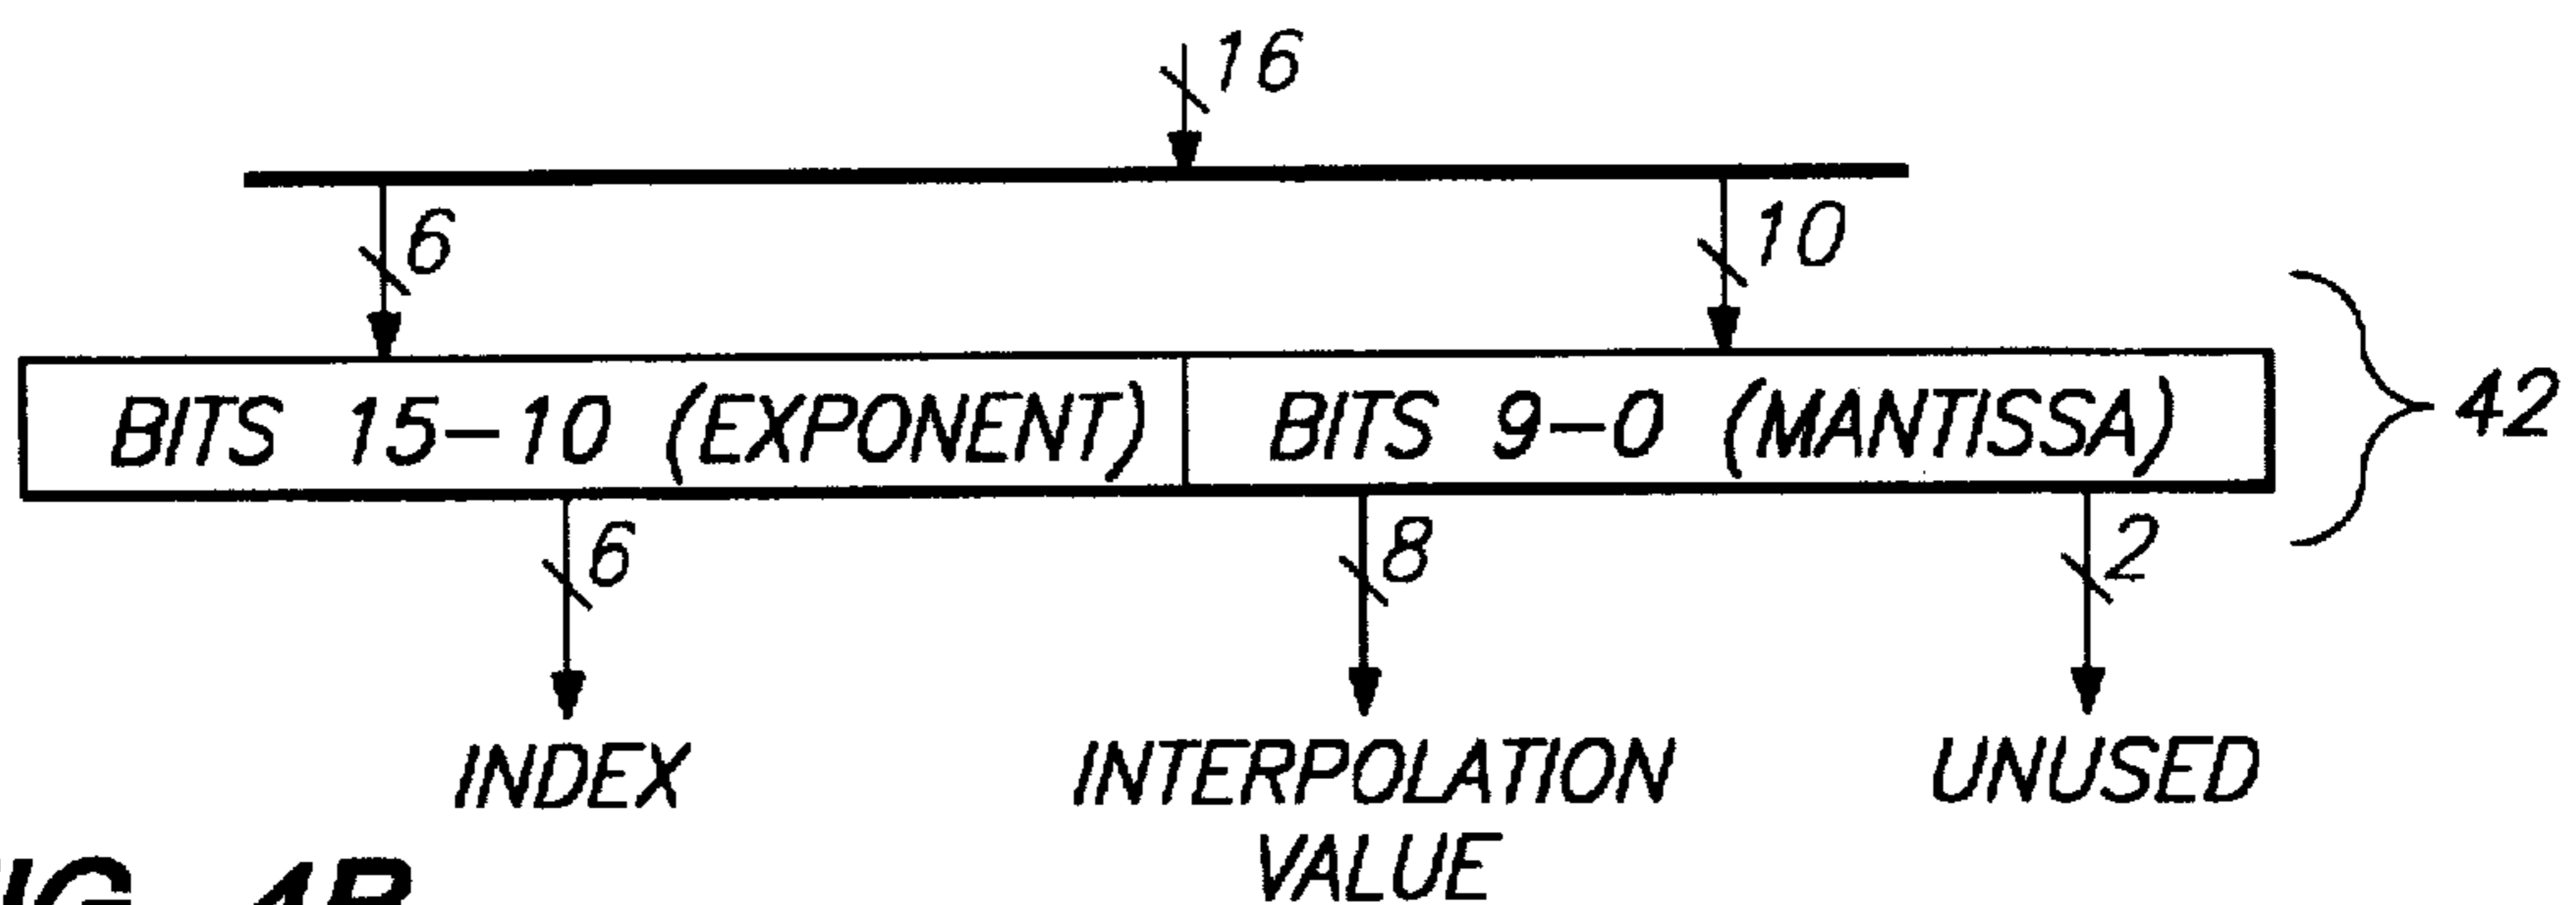 16
6 10
BITS 15-10 (EXPONENT) BITS 9-0 (MANTISSA) 42
6 8 2
INDEX INTERPOLATION UNUSED
VALUE
4B